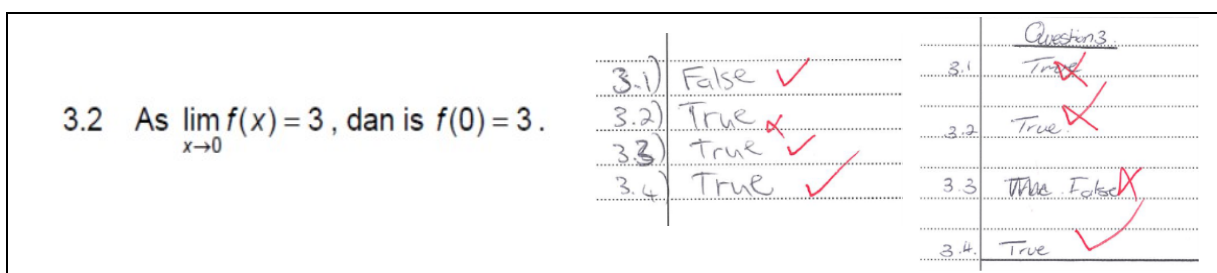 3.2 As lim f(x) = 3 , dan is f(0) = 3 .
x→0
3.1) False
3.2) True
3.3) True
3.4) True
Question 3.
3.1 True
3.2 True.
3.3 False
3.4. True